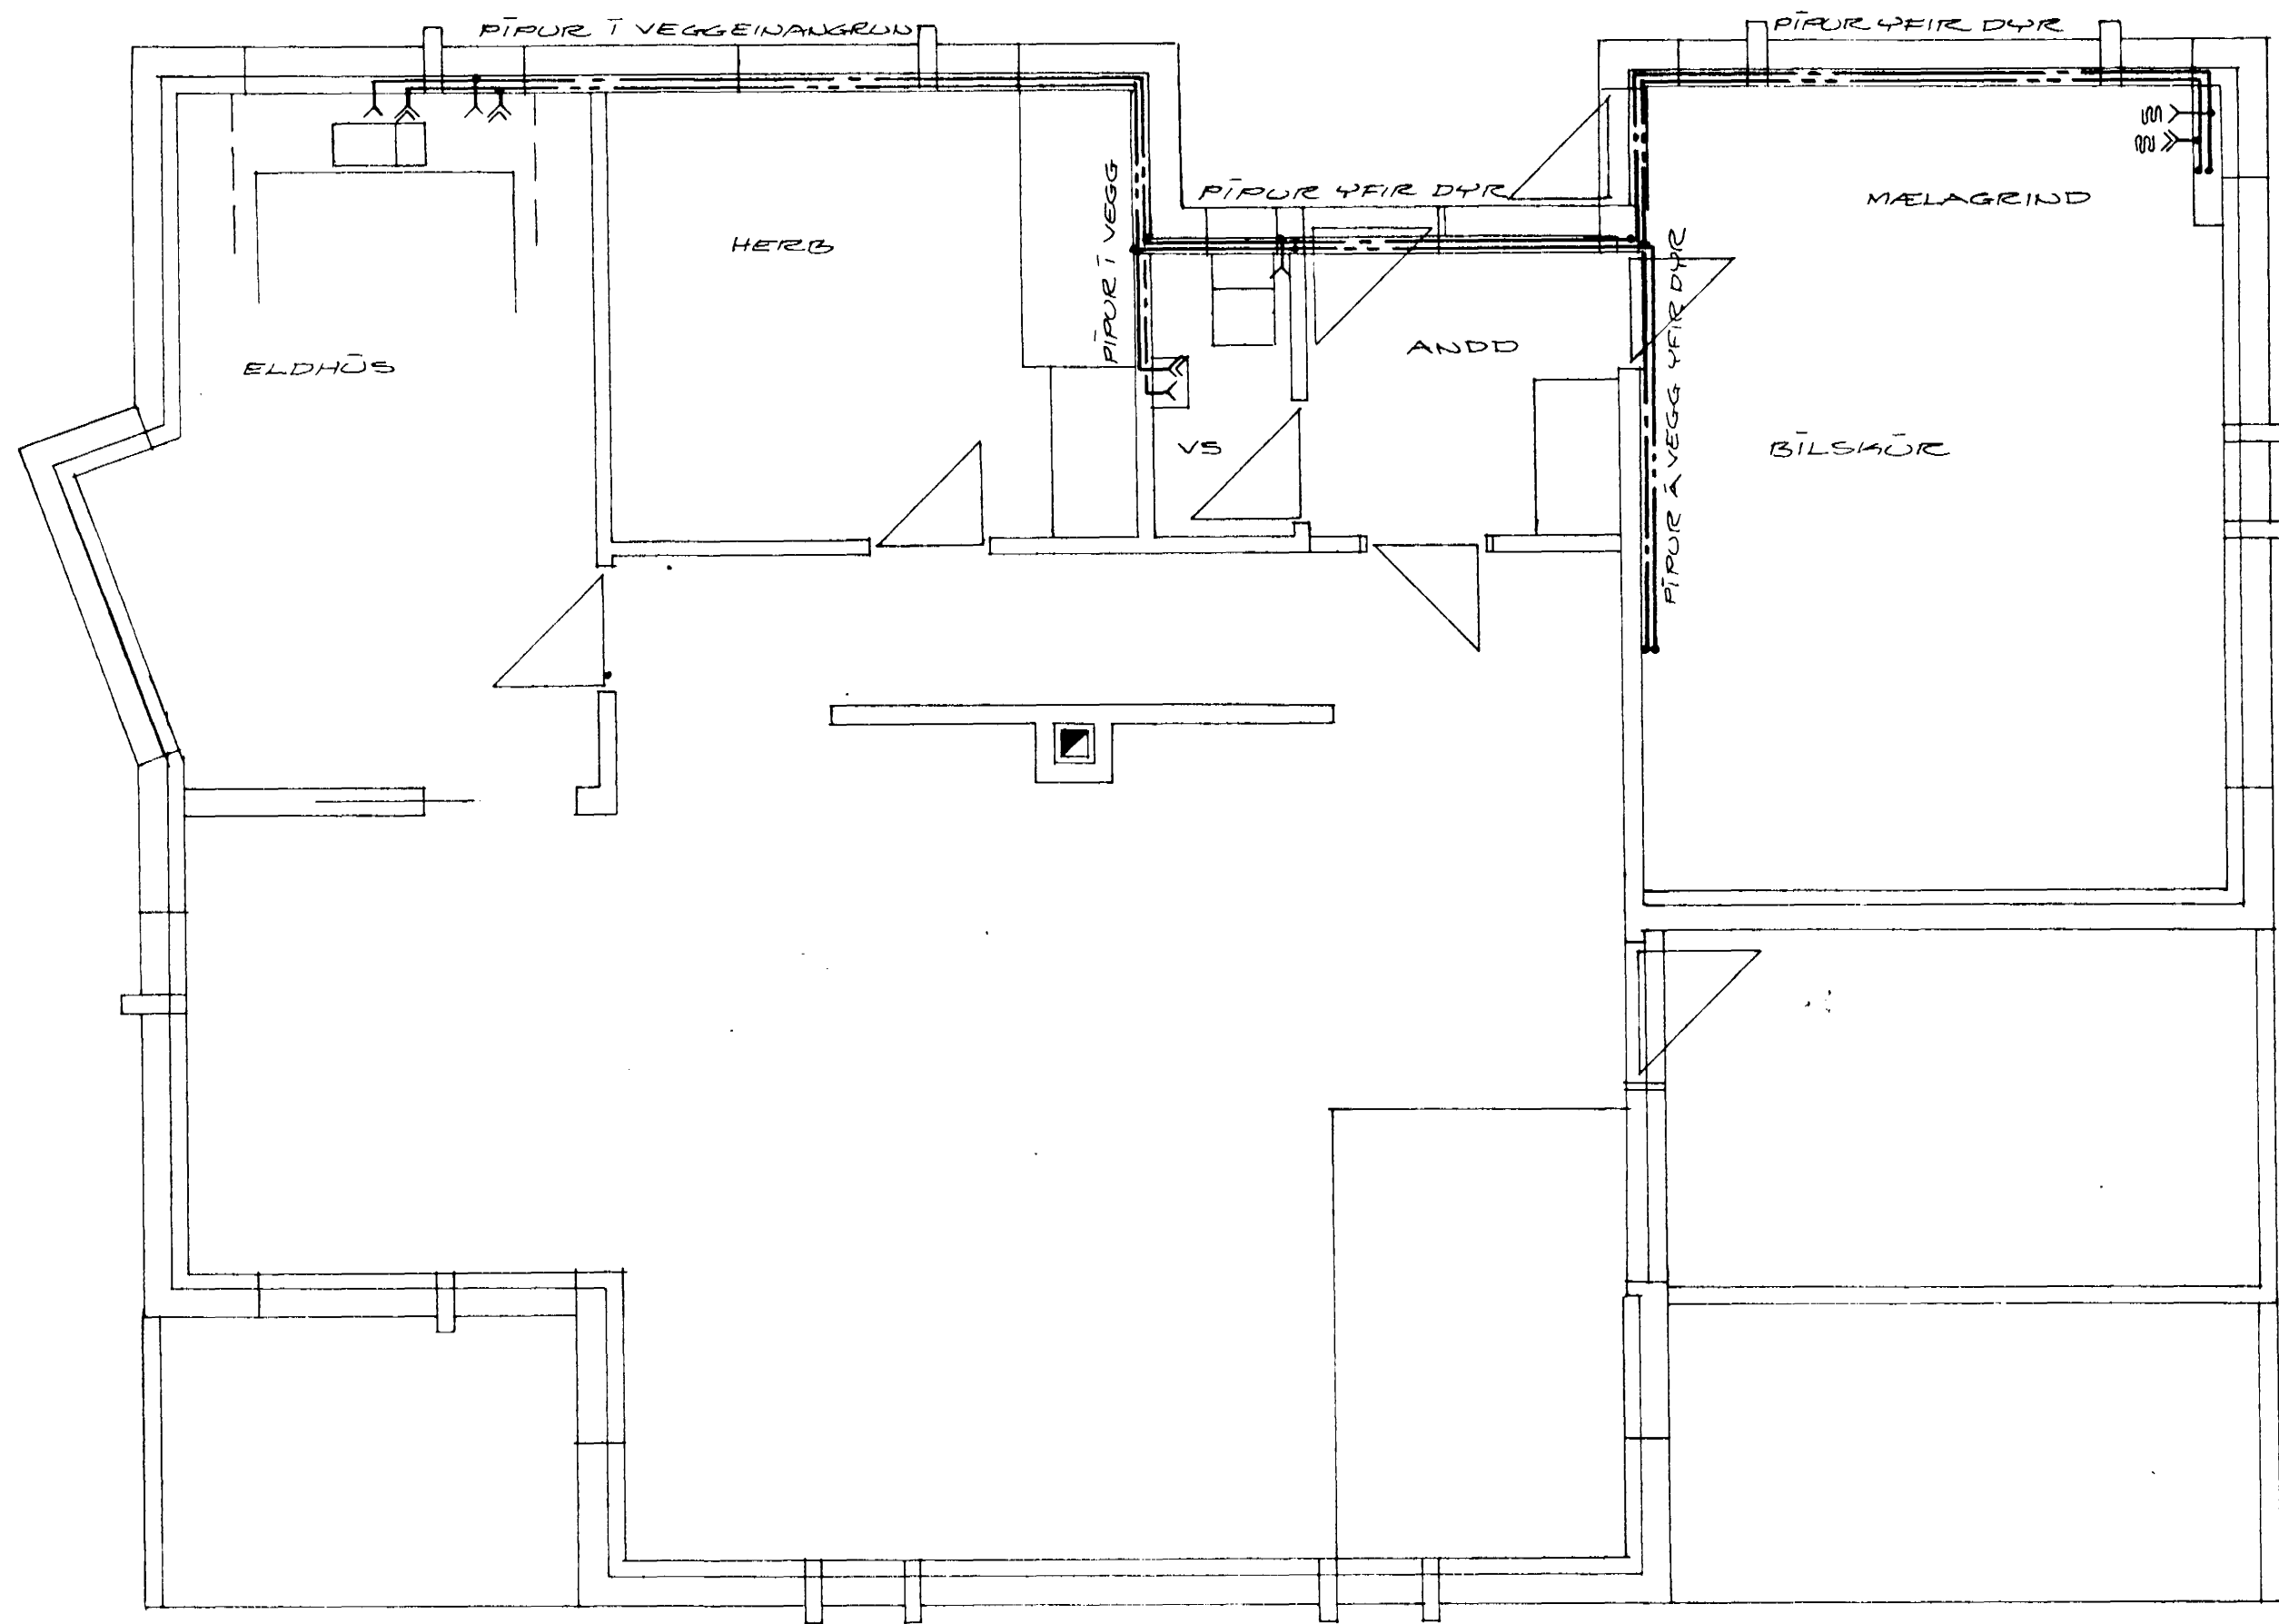 PÍPUR Í VEGGEINANGRUN
PÍPUR YFIR DYR
PÍPUR YFIR DYR
MÆLAGRIND
HERB
PÍPUR Í VEGG
ELDHÚS
ANDD
PÍPUR Á VEGG YFIR DYR
VS
BÍLSKÚR